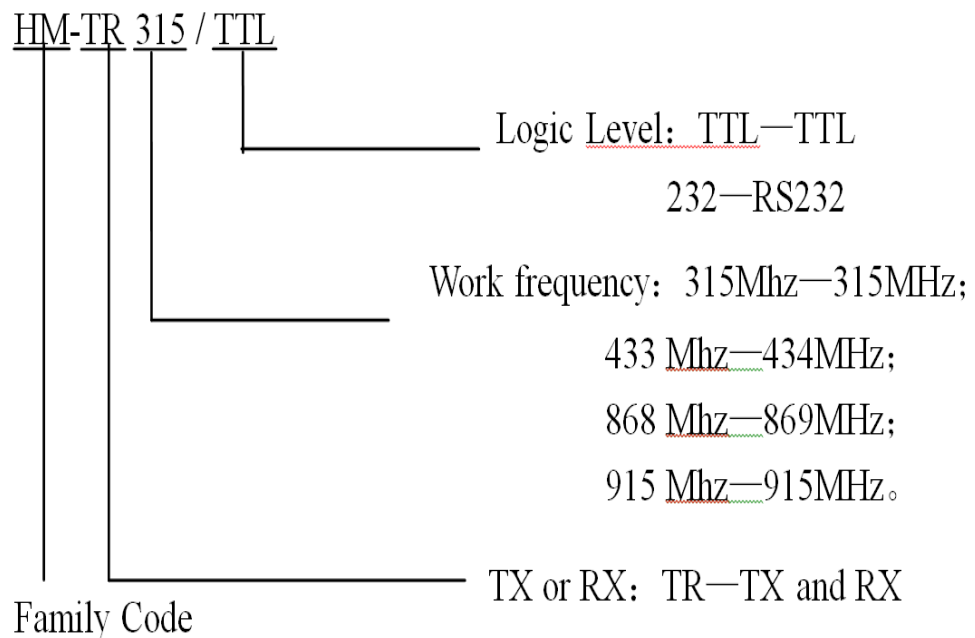 HM-TR 315 / TTL
Logic Level：TTL—TTL
232—RS232
Work frequency：315Mhz—315MHz；
433 Mhz—434MHz；
868 Mhz—869MHz；
915 Mhz—915MHz。
TX or RX：TR—TX and RX
Family Code